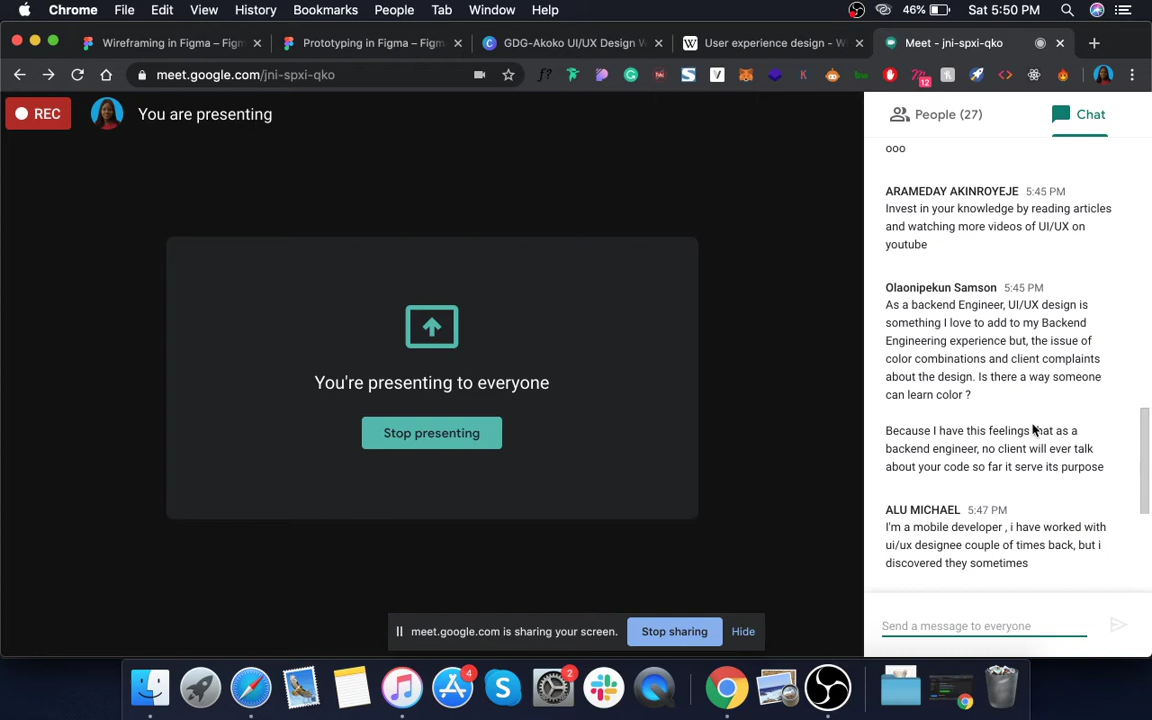 Chrome File Edit View History Bookmarks People Tab Window Help 46% Sat 5:50 PM
Wireframing in Figma – Figm
Prototyping in Figma – Figma
GDG-Akoko UI/UX Design W
User experience design - W
Meet - jni-spxi-qko
meet.google.com/jni-spxi-qko
12
REC
You are presenting
People (27)
Chat
ooo
ARAMEDAY AKINROYEJE 5:45 PM
Invest in your knowledge by reading articles
and watching more videos of UI/UX on
youtube
Olaonipekun Samson 5:45 PM
As a backend Engineer, UI/UX design is
something I love to add to my Backend
Engineering experience but, the issue of
color combinations and client complaints
about the design. Is there a way someone
can learn color ?
Because I have this feelings that as a
backend engineer, no client will ever talk
about your code so far it serve its purpose
ALU MICHAEL 5:47 PM
I'm a mobile developer , i have worked with
ui/ux designee couple of times back, but i
discovered they sometimes
You're presenting to everyone
Stop presenting
Send a message to everyone
meet.google.com is sharing your screen.
Stop sharing
Hide
4
2